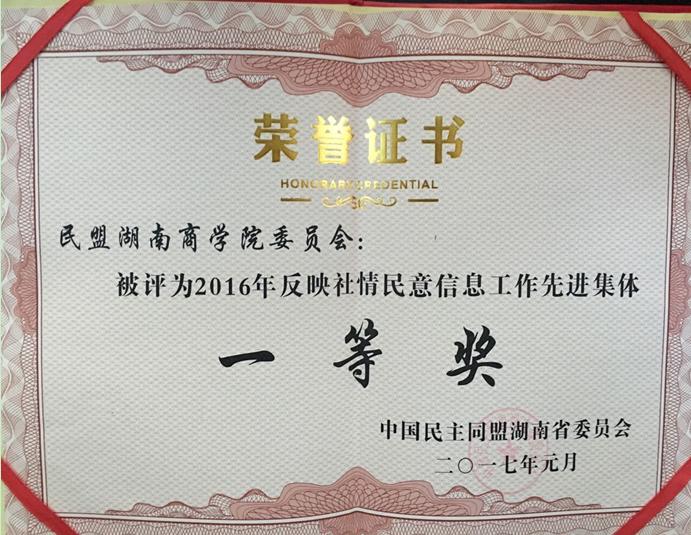 荣誉证书
HONORARY CREDENTIAL
民盟湖南商学院委员会：
被评为2016年反映社情民意信息工作先进集体
一等奖
中国民主同盟湖南省委员会
二〇一七年元月